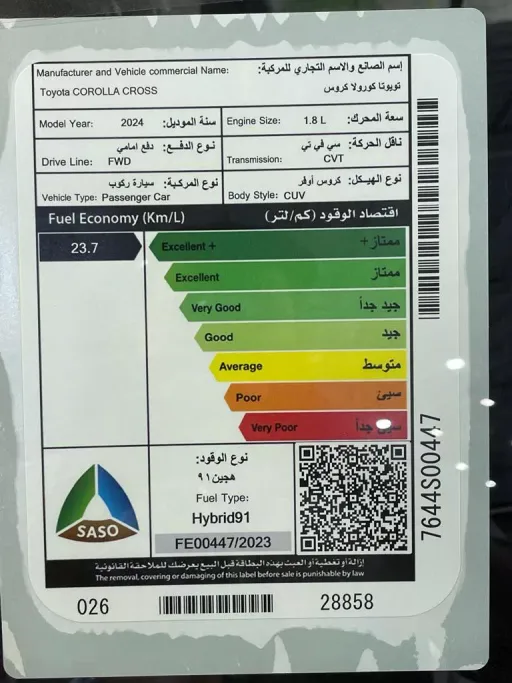 إسم الصانع والاسم التجاري للمركبة:
Manufacturer and Vehicle commercial Name:
تويوتا كورولا كروس
Toyota COROLLA CROSS
Model Year: 2024 سنة الموديل:
Engine Size: 1.8 L سعة المحرك:
نوع الدفع: دفع امامي
Drive Line: FWD
ناقل الحركة: سي في تي
Transmission: CVT
نوع المركبة: سيارة ركوب
Vehicle Type: Passenger Car
نوع الهيكل: كروس أوفر
Body Style: CUV
Fuel Economy (Km/L) اقتصاد الوقود (كم/لتر)
23.7
Excellent + ممتاز +
Excellent ممتاز
Very Good جيد جداً
Good جيد
Average متوسط
Poor سيئ
Very Poor سيئ جداً
SASO
نوع الوقود:
هجين ٩١
Fuel Type:
Hybrid91
FE00447/2023
إزالة أو تغطية أو العبث بهذه البطاقة قبل البيع يعرضك للملاحقة القانونية
The removal, covering or damaging of this label before sale is punishable by law
026 28858
7644S00447